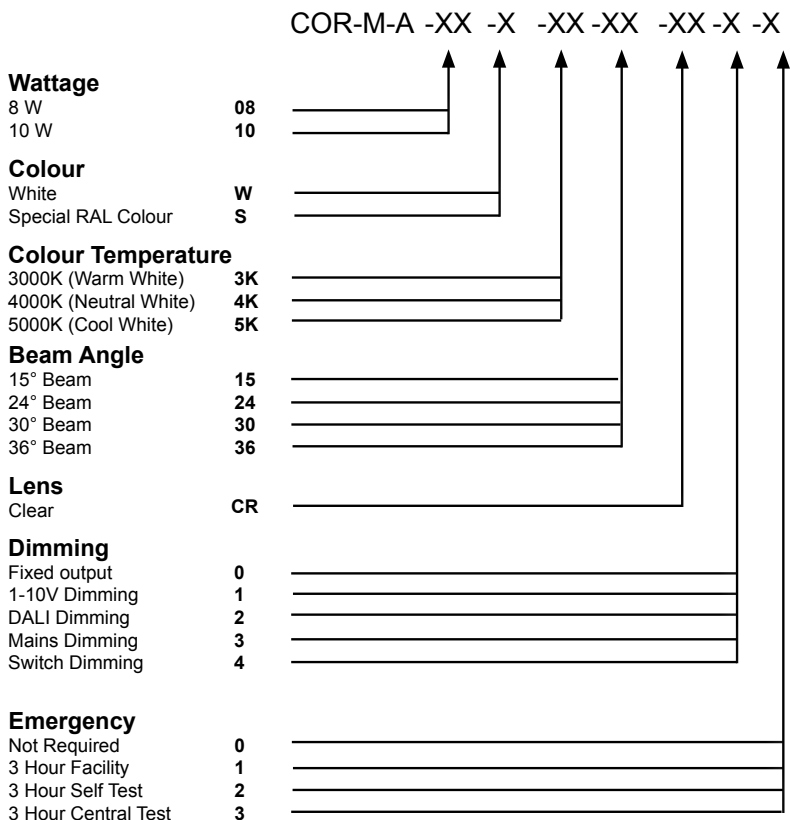 COR-M-A -XX -X -XX -XX -XX -X -X
Wattage
8 W 08
10 W 10
Colour
White W
Special RAL Colour S
Colour Temperature
3000K (Warm White) 3K
4000K (Neutral White) 4K
5000K (Cool White) 5K
Beam Angle
15° Beam 15
24° Beam 24
30° Beam 30
36° Beam 36
Lens
Clear CR
Dimming
Fixed output 0
1-10V Dimming 1
DALI Dimming 2
Mains Dimming 3
Switch Dimming 4
Emergency
Not Required 0
3 Hour Facility 1
3 Hour Self Test 2
3 Hour Central Test 3